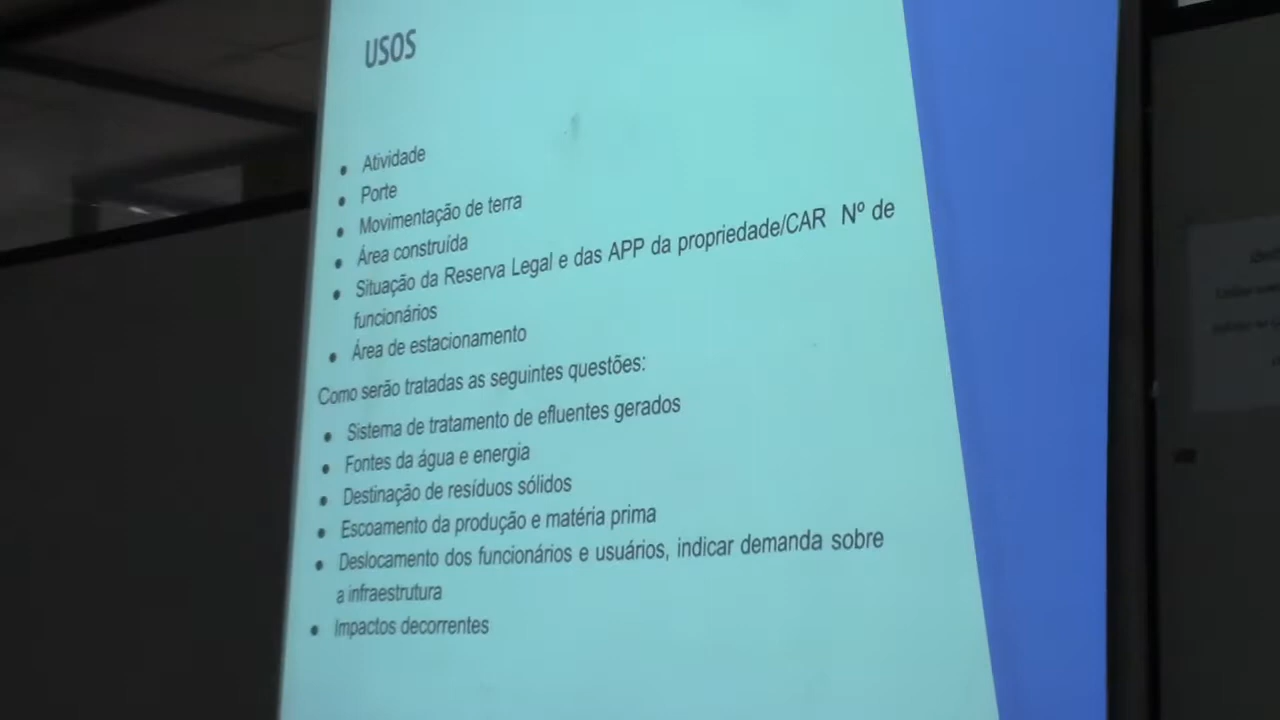 USOS
• Atividade
• Porte
• Movimentação de terra
• Área construída
• Situação da Reserva Legal e das APP da propriedade/CAR Nº de
funcionários
• Área de estacionamento
Como serão tratadas as seguintes questões:
• Sistema de tratamento de efluentes gerados
• Fontes da água e energia
• Destinação de resíduos sólidos
• Escoamento da produção e matéria prima
• Deslocamento dos funcionários e usuários, indicar demanda sobre
a infraestrutura
• Impactos decorrentes